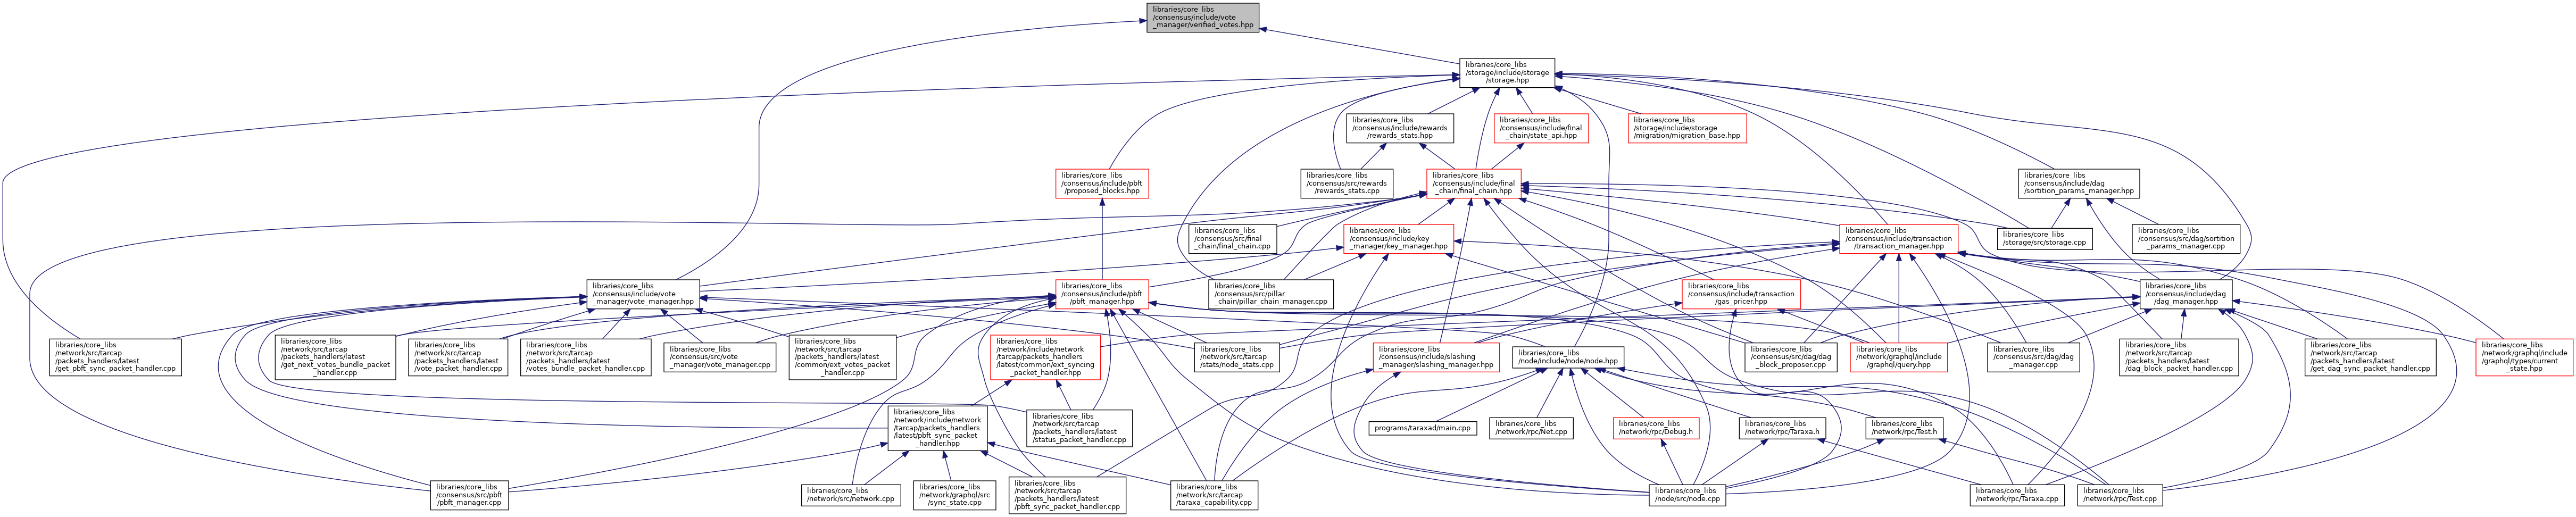 libraries/core_libs
/consensus/include/vote
_manager/verified_votes.hpp
libraries/core_libs
/storage/include/storage
/storage.hpp
libraries/core_libs
/consensus/include/rewards
/rewards_stats.hpp
libraries/core_libs
/consensus/include/final
_chain/state_api.hpp
libraries/core_libs
/storage/include/storage
/migration/migration_base.hpp
libraries/core_libs
/consensus/include/pbft
/proposed_blocks.hpp
libraries/core_libs
/consensus/src/rewards
/rewards_stats.cpp
libraries/core_libs
/consensus/include/final
_chain/final_chain.hpp
libraries/core_libs
/consensus/include/dag
/sortition_params_manager.hpp
libraries/core_libs
/consensus/src/final
_chain/final_chain.cpp
libraries/core_libs
/consensus/include/key
_manager/key_manager.hpp
libraries/core_libs
/consensus/include/transaction
/transaction_manager.hpp
libraries/core_libs
/storage/src/storage.cpp
libraries/core_libs
/consensus/src/dag/sortition
_params_manager.cpp
libraries/core_libs
/consensus/include/vote
_manager/vote_manager.hpp
libraries/core_libs
/consensus/include/pbft
/pbft_manager.hpp
libraries/core_libs
/consensus/src/pillar
_chain/pillar_chain_manager.cpp
libraries/core_libs
/consensus/include/transaction
/gas_pricer.hpp
libraries/core_libs
/consensus/include/dag
/dag_manager.hpp
libraries/core_libs
/network/src/tarcap
/packets_handlers/latest
/get_pbft_sync_packet_handler.cpp
libraries/core_libs
/network/src/tarcap
/packets_handlers/latest
/get_next_votes_bundle_packet
_handler.cpp
libraries/core_libs
/network/src/tarcap
/packets_handlers/latest
/vote_packet_handler.cpp
libraries/core_libs
/network/src/tarcap
/packets_handlers/latest
/votes_bundle_packet_handler.cpp
libraries/core_libs
/consensus/src/vote
_manager/vote_manager.cpp
libraries/core_libs
/network/src/tarcap
/packets_handlers/latest
/common/ext_votes_packet
_handler.cpp
libraries/core_libs
/network/include/network
/tarcap/packets_handlers
/latest/common/ext_syncing
_packet_handler.hpp
libraries/core_libs
/network/src/tarcap
/stats/node_stats.cpp
libraries/core_libs
/consensus/include/slashing
_manager/slashing_manager.hpp
libraries/core_libs
/node/include/node/node.hpp
libraries/core_libs
/consensus/src/dag/dag
_block_proposer.cpp
libraries/core_libs
/network/graphql/include
/graphql/query.hpp
libraries/core_libs
/consensus/src/dag/dag
_manager.cpp
libraries/core_libs
/network/src/tarcap
/packets_handlers/latest
/dag_block_packet_handler.cpp
libraries/core_libs
/network/src/tarcap
/packets_handlers/latest
/get_dag_sync_packet_handler.cpp
libraries/core_libs
/network/graphql/include
/graphql/types/current
_state.hpp
libraries/core_libs
/network/include/network
/tarcap/packets_handlers
/latest/pbft_sync_packet
_handler.hpp
libraries/core_libs
/network/src/tarcap
/packets_handlers/latest
/status_packet_handler.cpp
programs/taraxad/main.cpp
libraries/core_libs
/network/rpc/Net.cpp
libraries/core_libs
/network/rpc/Debug.h
libraries/core_libs
/network/rpc/Taraxa.h
libraries/core_libs
/network/rpc/Test.h
libraries/core_libs
/consensus/src/pbft
/pbft_manager.cpp
libraries/core_libs
/network/src/network.cpp
libraries/core_libs
/network/graphql/src
/sync_state.cpp
libraries/core_libs
/network/src/tarcap
/packets_handlers/latest
/pbft_sync_packet_handler.cpp
libraries/core_libs
/network/src/tarcap
/taraxa_capability.cpp
libraries/core_libs
/node/src/node.cpp
libraries/core_libs
/network/rpc/Taraxa.cpp
libraries/core_libs
/network/rpc/Test.cpp